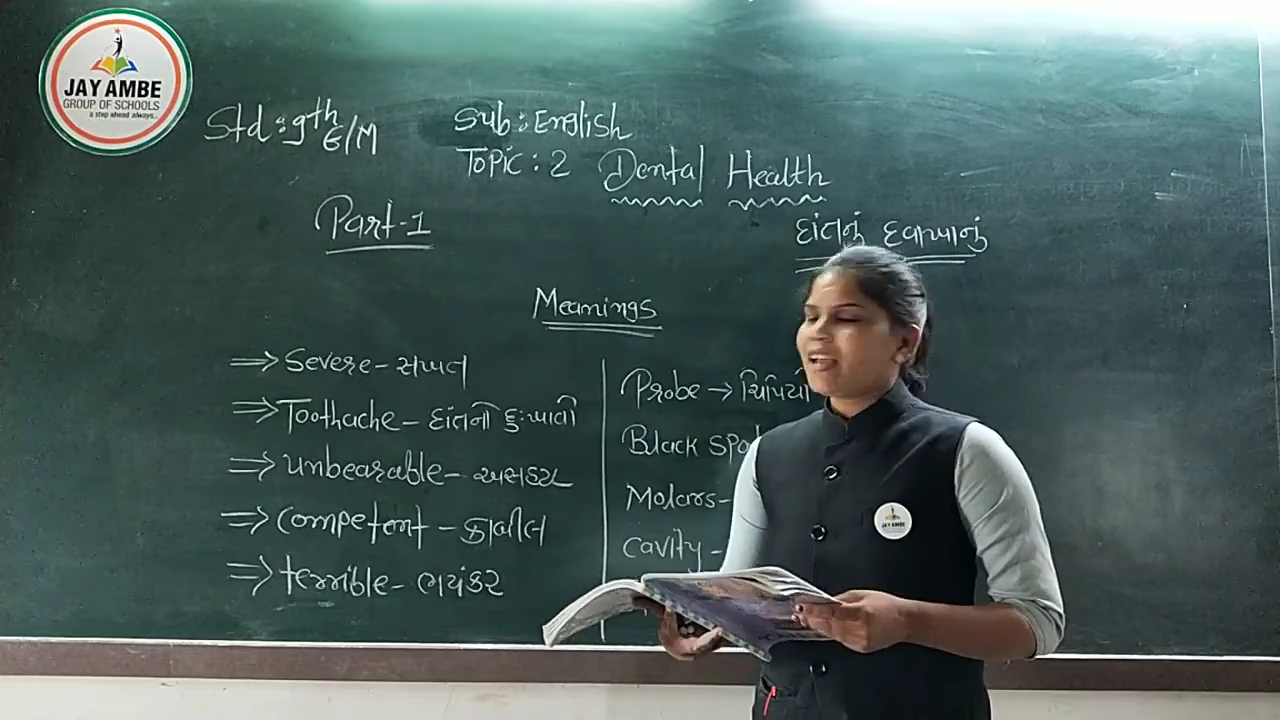 JAY AMBE
GROUP OF SCHOOLS
a step ahead always...
Std : 9th E/M
Sub : English
Topic : 2 Dental Health
Part-1
દાંતનું દવાખાનું
Meanings
⇒ Severe - સખત
⇒ Toothache - દાંતનો દુઃખાવો
⇒ unbearable - અસહ્ય
⇒ competent - કાબીલ
⇒ terrible - ભયંકર
Probe → ચિપિયો
Black
Molars -
Cavity -
JAY AMBE